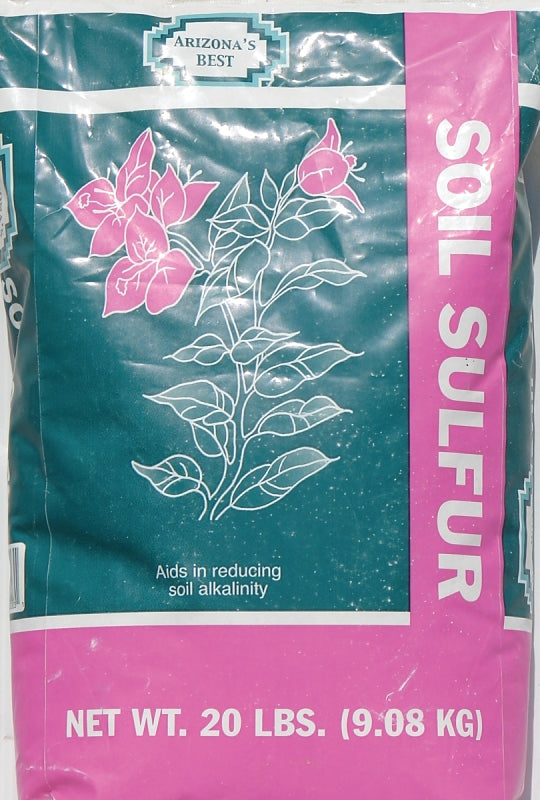 ARIZONA'S
BEST
SOIL SULFUR
Aids in reducing
soil alkalinity
NET WT. 20 LBS. (9.08 KG)